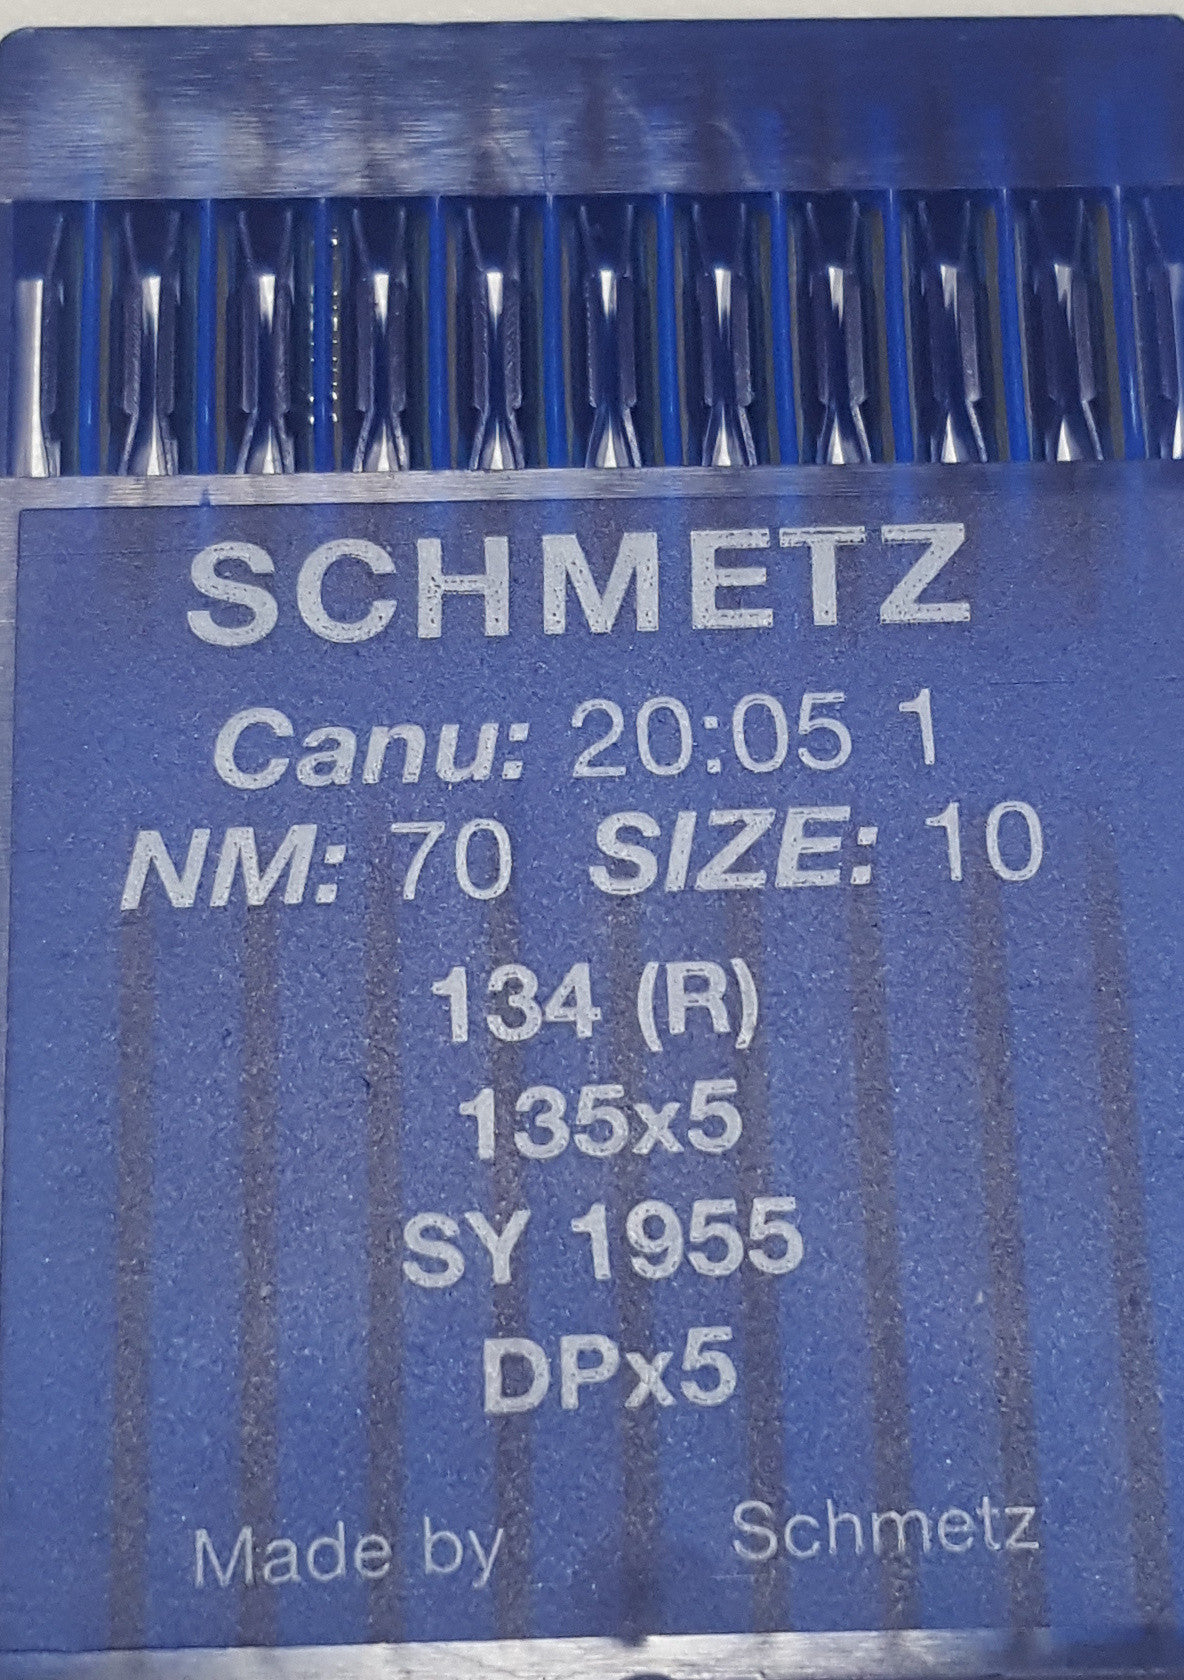 SCHMETZ
Canu: 20:05 1
NM: 70 SIZE: 10
134 (R)
135x5
SY 1955
DPx5
Made by Schmetz